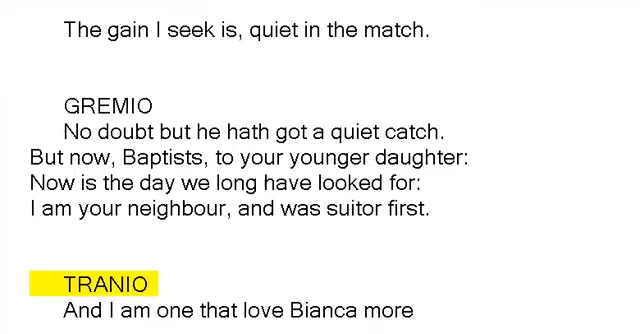 The gain I seek is, quiet in the match.
GREMIO
No doubt but he hath got a quiet catch.
But now, Baptists, to your younger daughter:
Now is the day we long have looked for:
I am your neighbour, and was suitor first.
TRANIO
And I am one that love Bianca more